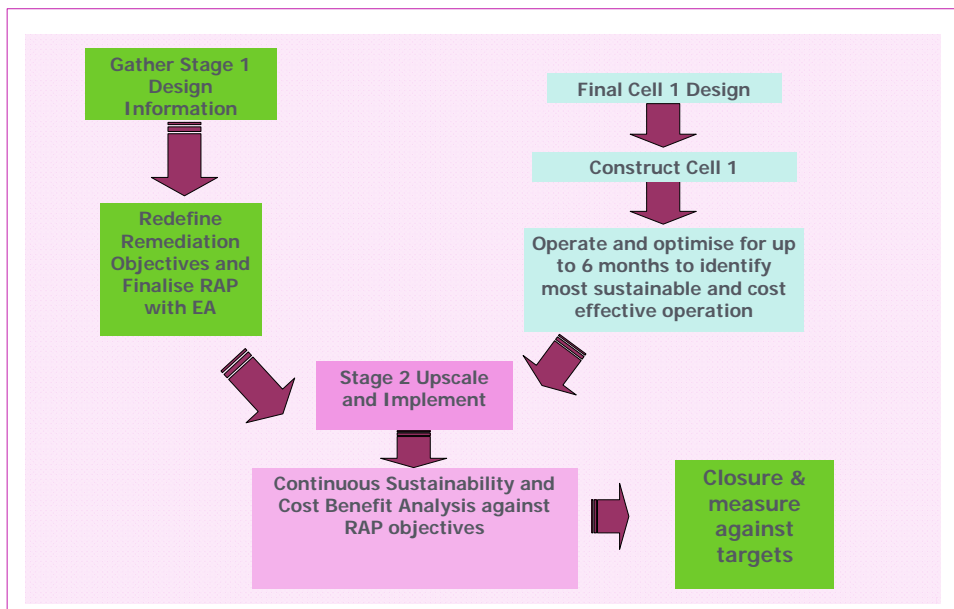 Gather Stage 1
Design
Information
Redefine
Remediation
Objectives and
Finalise RAP
with EA
Final Cell 1 Design
Construct Cell 1
Operate and optimise for up
to 6 months to identify
most sustainable and cost
effective operation
Stage 2 Upscale
and Implement
Continuous Sustainability and
Cost Benefit Analysis against
RAP objectives
Closure &
measure
against
targets